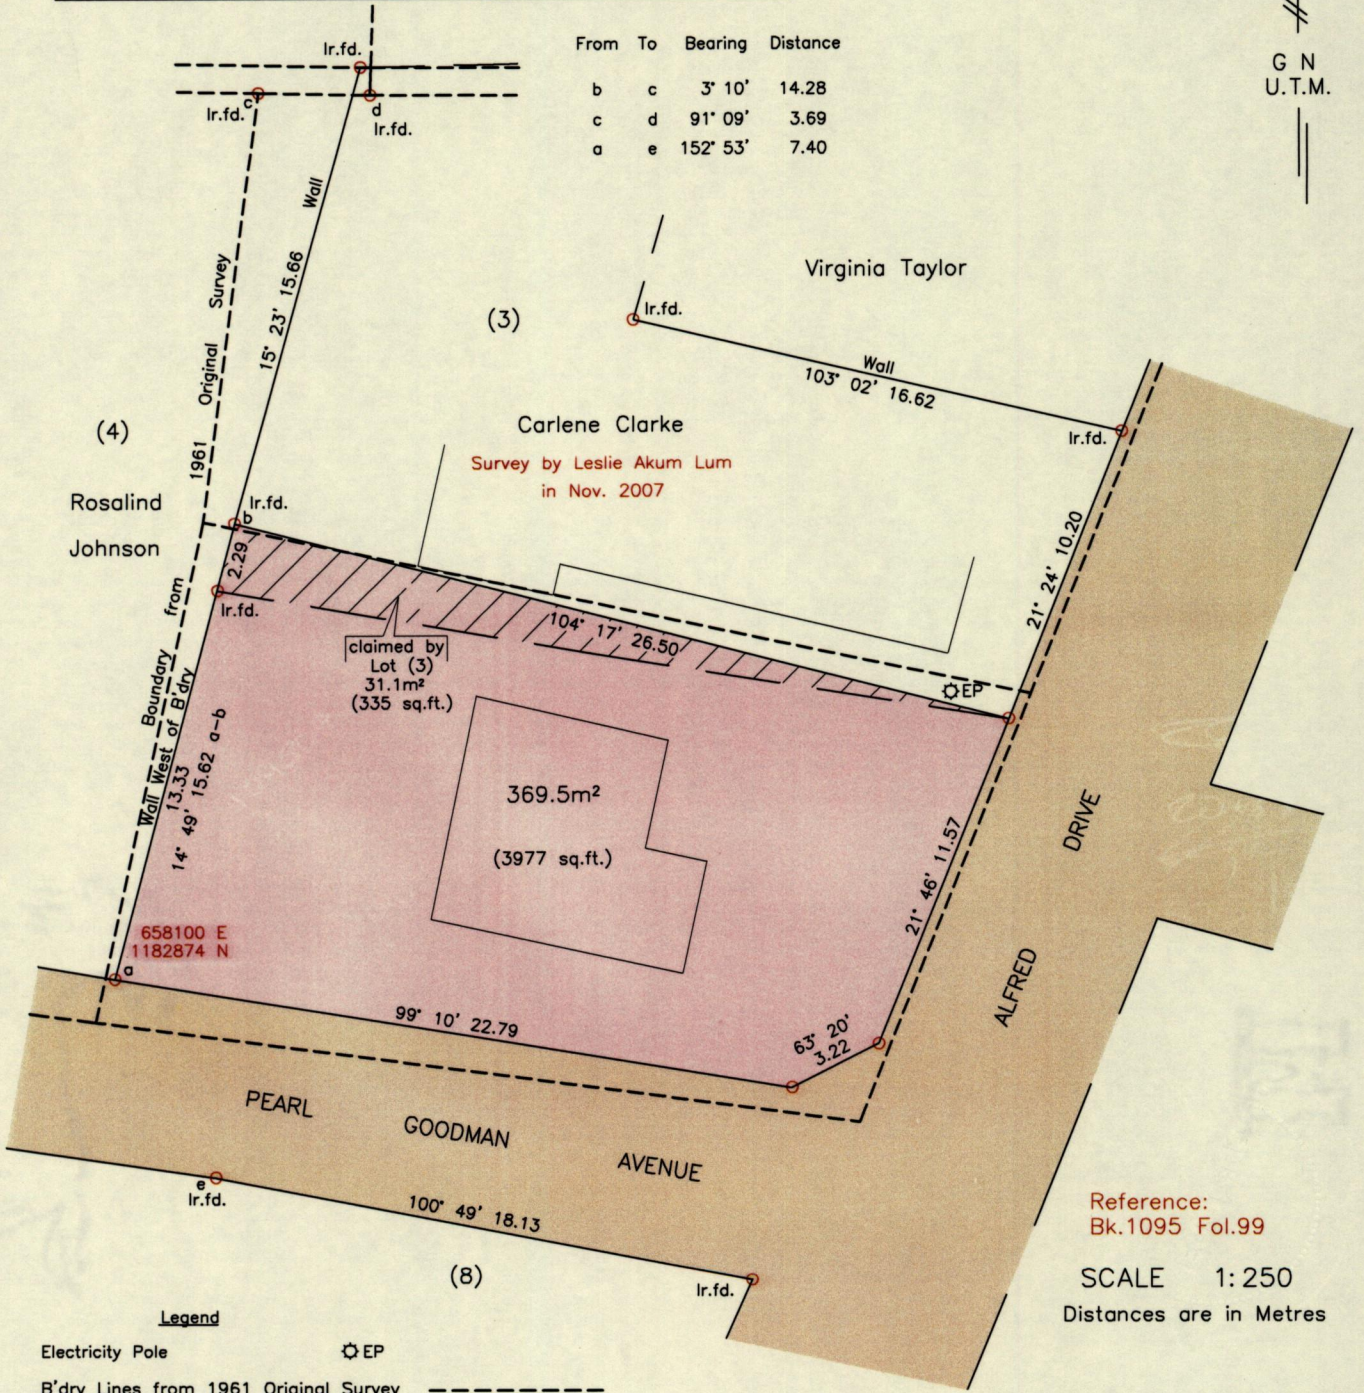 From To Bearing Distance
b c 3° 10' 14.28
c d 91° 09' 3.69
a e 152° 53' 7.40
G N
U.T.M.
Ir.fd.
c
Ir.fd.
d
Ir.fd.
Wall
15° 23' 15.66
1961 Original Survey
(3)
Virginia Taylor
Ir.fd.
Wall
103° 02' 16.62
Ir.fd.
(4)
Rosalind
Johnson
Carlene Clarke
Survey by Leslie Akum Lum
in Nov. 2007
21° 24' 10.20
Ir.fd.
b
2.29
Ir.fd.
Boundary from
Wall West of B'dry
13.33
14° 49' 15.62 a-b
claimed by
Lot (3)
31.1m²
(335 sq.ft.)
104° 17' 26.50
EP
369.5m²
(3977 sq.ft.)
21° 46' 11.57
DRIVE
ALFRED
658100 E
1182874 N
a
99° 10' 22.79
63° 20'
3.22
PEARL GOODMAN AVENUE
e
Ir.fd.
100° 49' 18.13
Ir.fd.
(8)
Reference:
Bk.1095 Fol.99
SCALE 1:250
Distances are in Metres
Legend
Electricity Pole EP
B'dry Lines from 1961 Original Survey